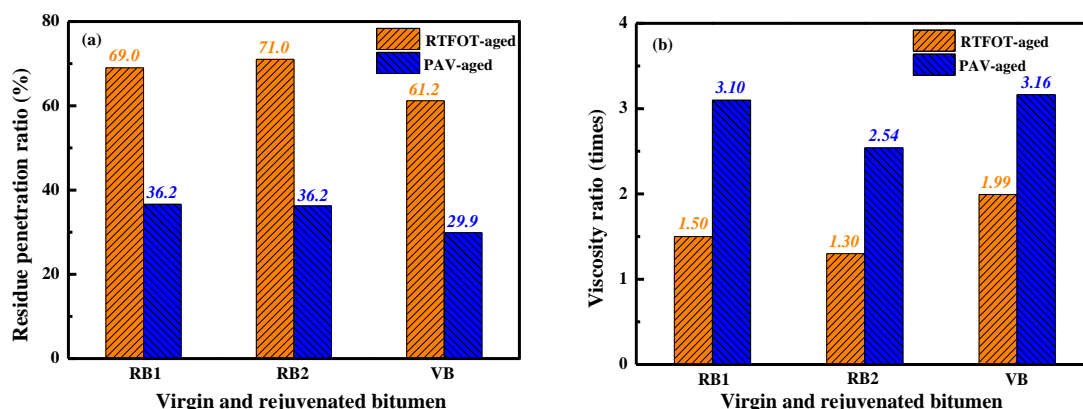 (a)
RTFOT-aged
PAV-aged
80
60
40
20
0
Residue penetration ratio (%)
69.0
36.2
71.0
36.2
61.2
29.9
RB1
RB2
VB
Virgin and rejuvenated bitumen
(b)
RTFOT-aged
PAV-aged
4
3
2
1
0
Viscosity ratio (times)
1.50
3.10
1.30
2.54
1.99
3.16
RB1
RB2
VB
Virgin and rejuvenated bitumen